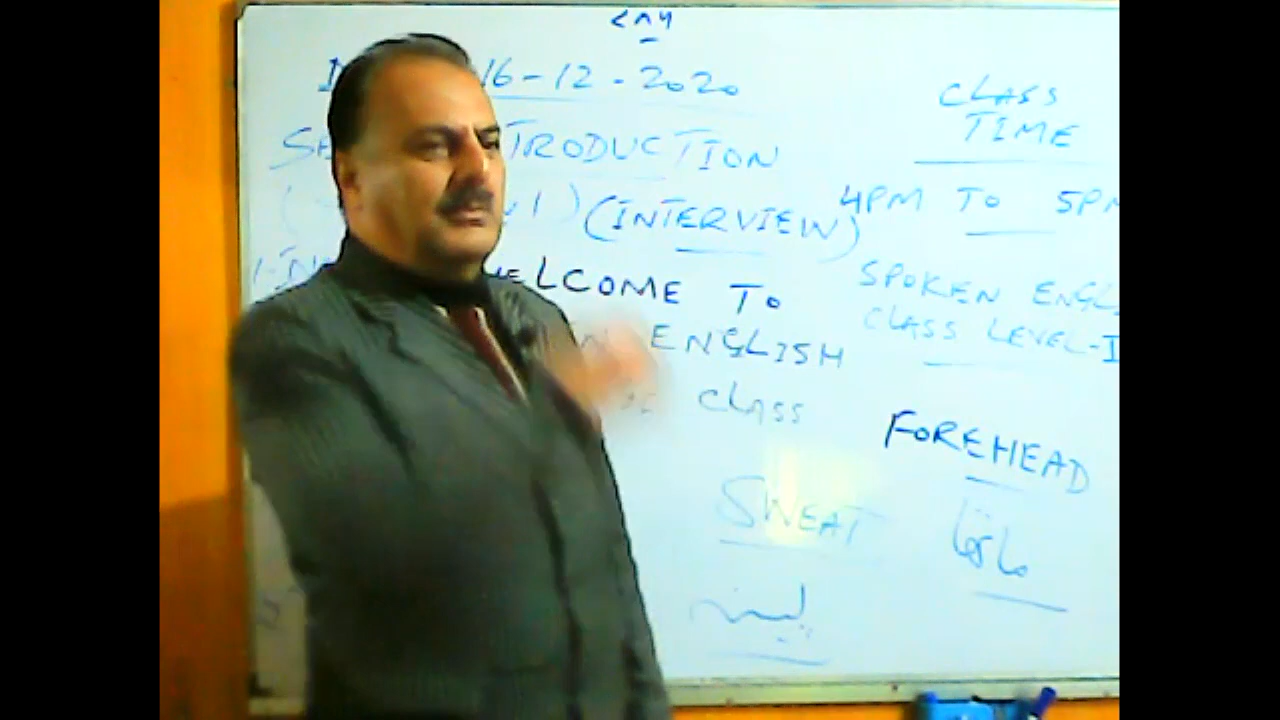 16-12-2020
TRODUCTION
(INTERVIEW)
WELCOME TO
ENGLISH
CLASS
CLASS
TIME
4PM TO 5PM
SPOKEN ENGL
CLASS LEVEL-I
FOREHEAD
ماتھا
SWEAT
پسینہ